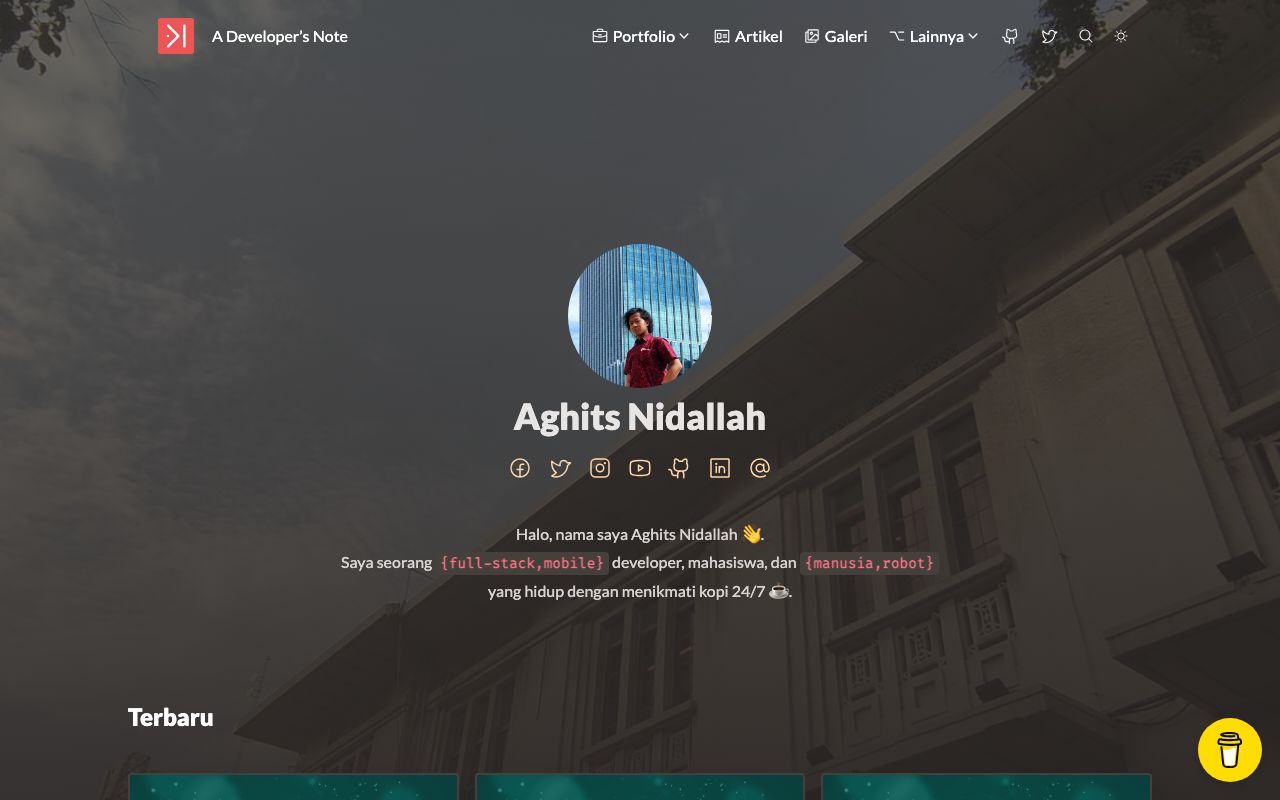 A Developer's Note
Portfolio
Artikel
Galeri
Lainnya
Aghits Nidallah
Halo, nama saya Aghits Nidallah 👋.
Saya seorang {full-stack,mobile} developer, mahasiswa, dan {manusia,robot}
yang hidup dengan menikmati kopi 24/7 ☕.
Terbaru